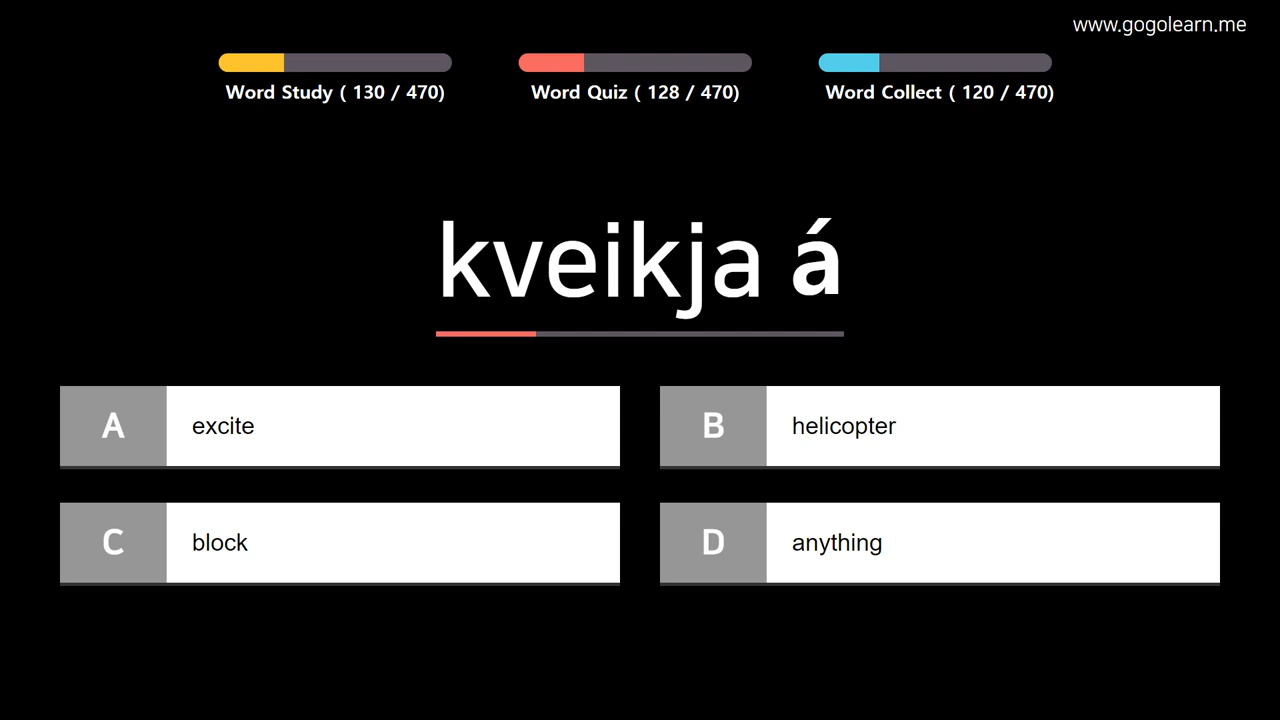 www.gogolearn.me
Word Study ( 130 / 470)
Word Quiz ( 128 / 470)
Word Collect ( 120 / 470)
kveikja á
A excite
B helicopter
C block
D anything